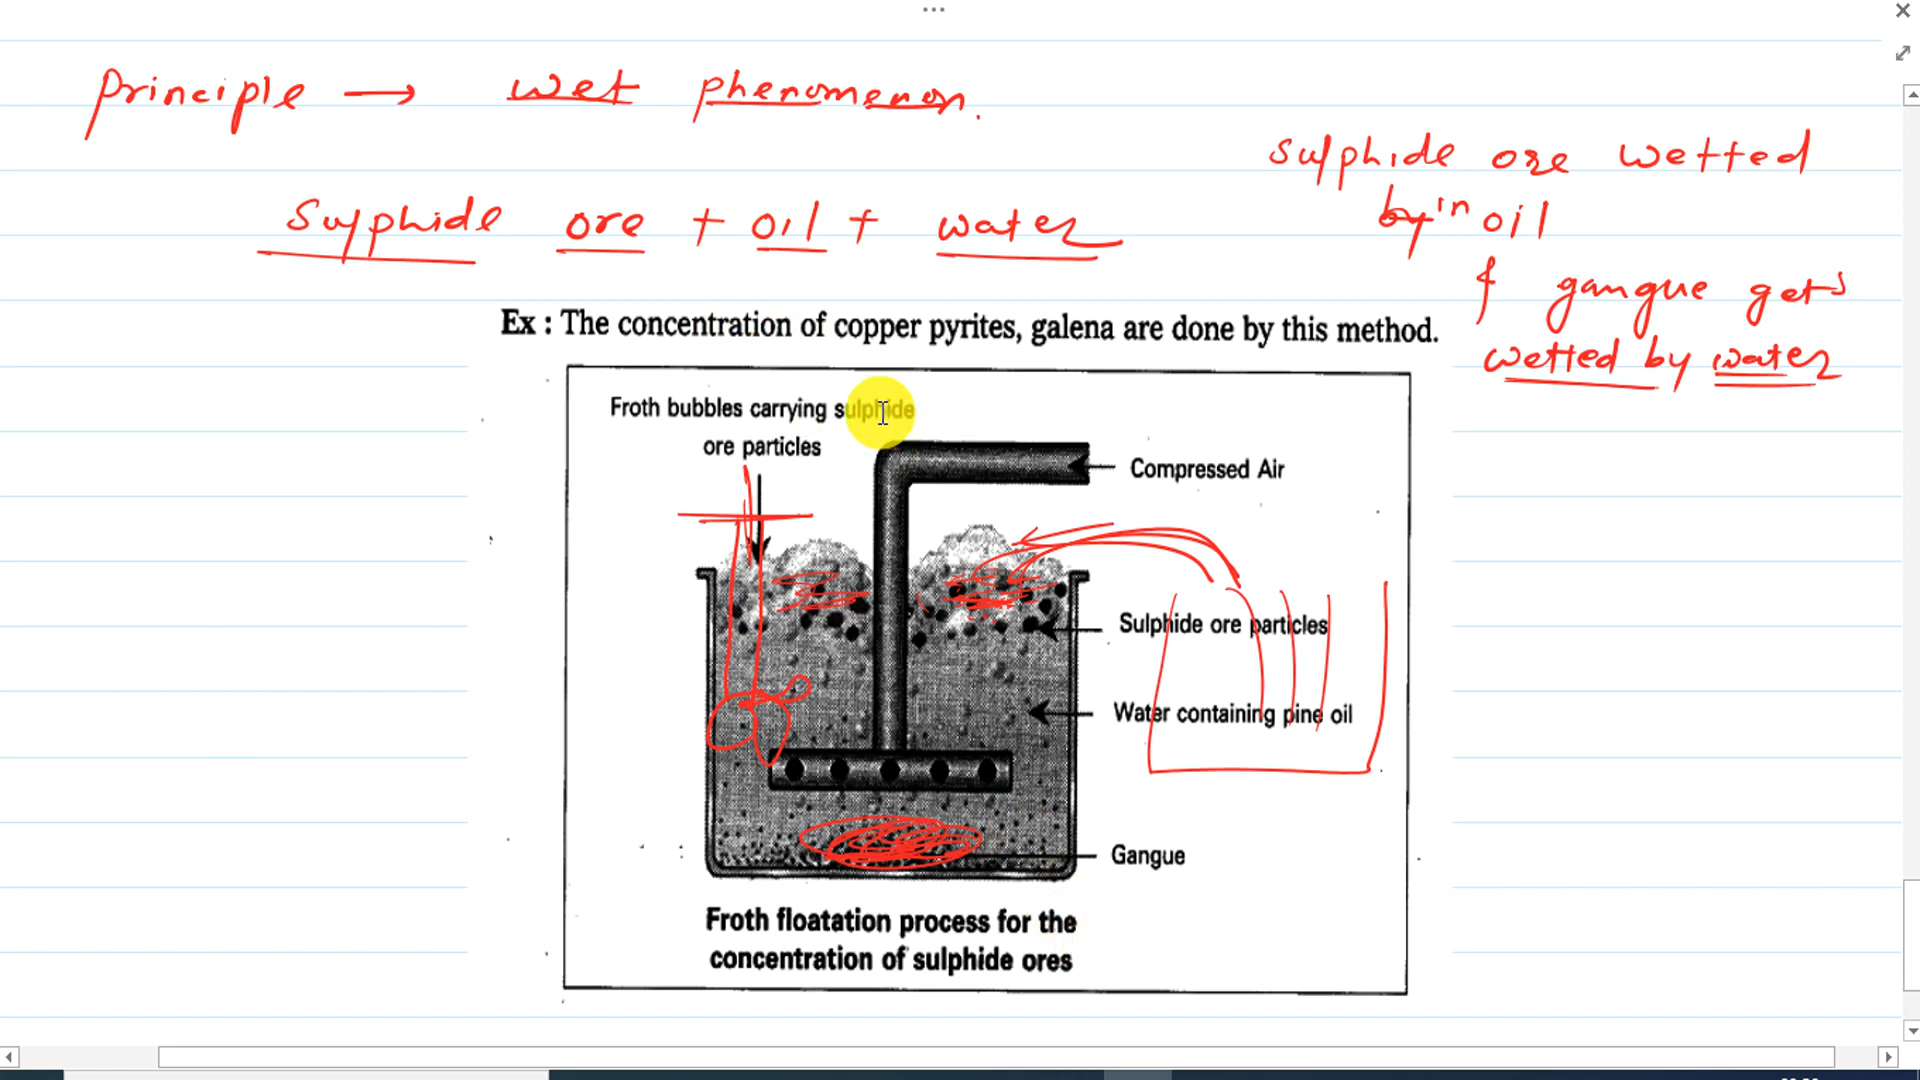 Principle → wet phenomenon.
Sulphide ore + oil + water
sulphide ore wetted
by in oil
& gangue gets
wetted by water
Ex : The concentration of copper pyrites, galena are done by this method.
Froth bubbles carrying sulphide
ore particles
Compressed Air
Sulphide ore particles
Water containing pine oil
Gangue
Froth floatation process for the
concentration of sulphide ores